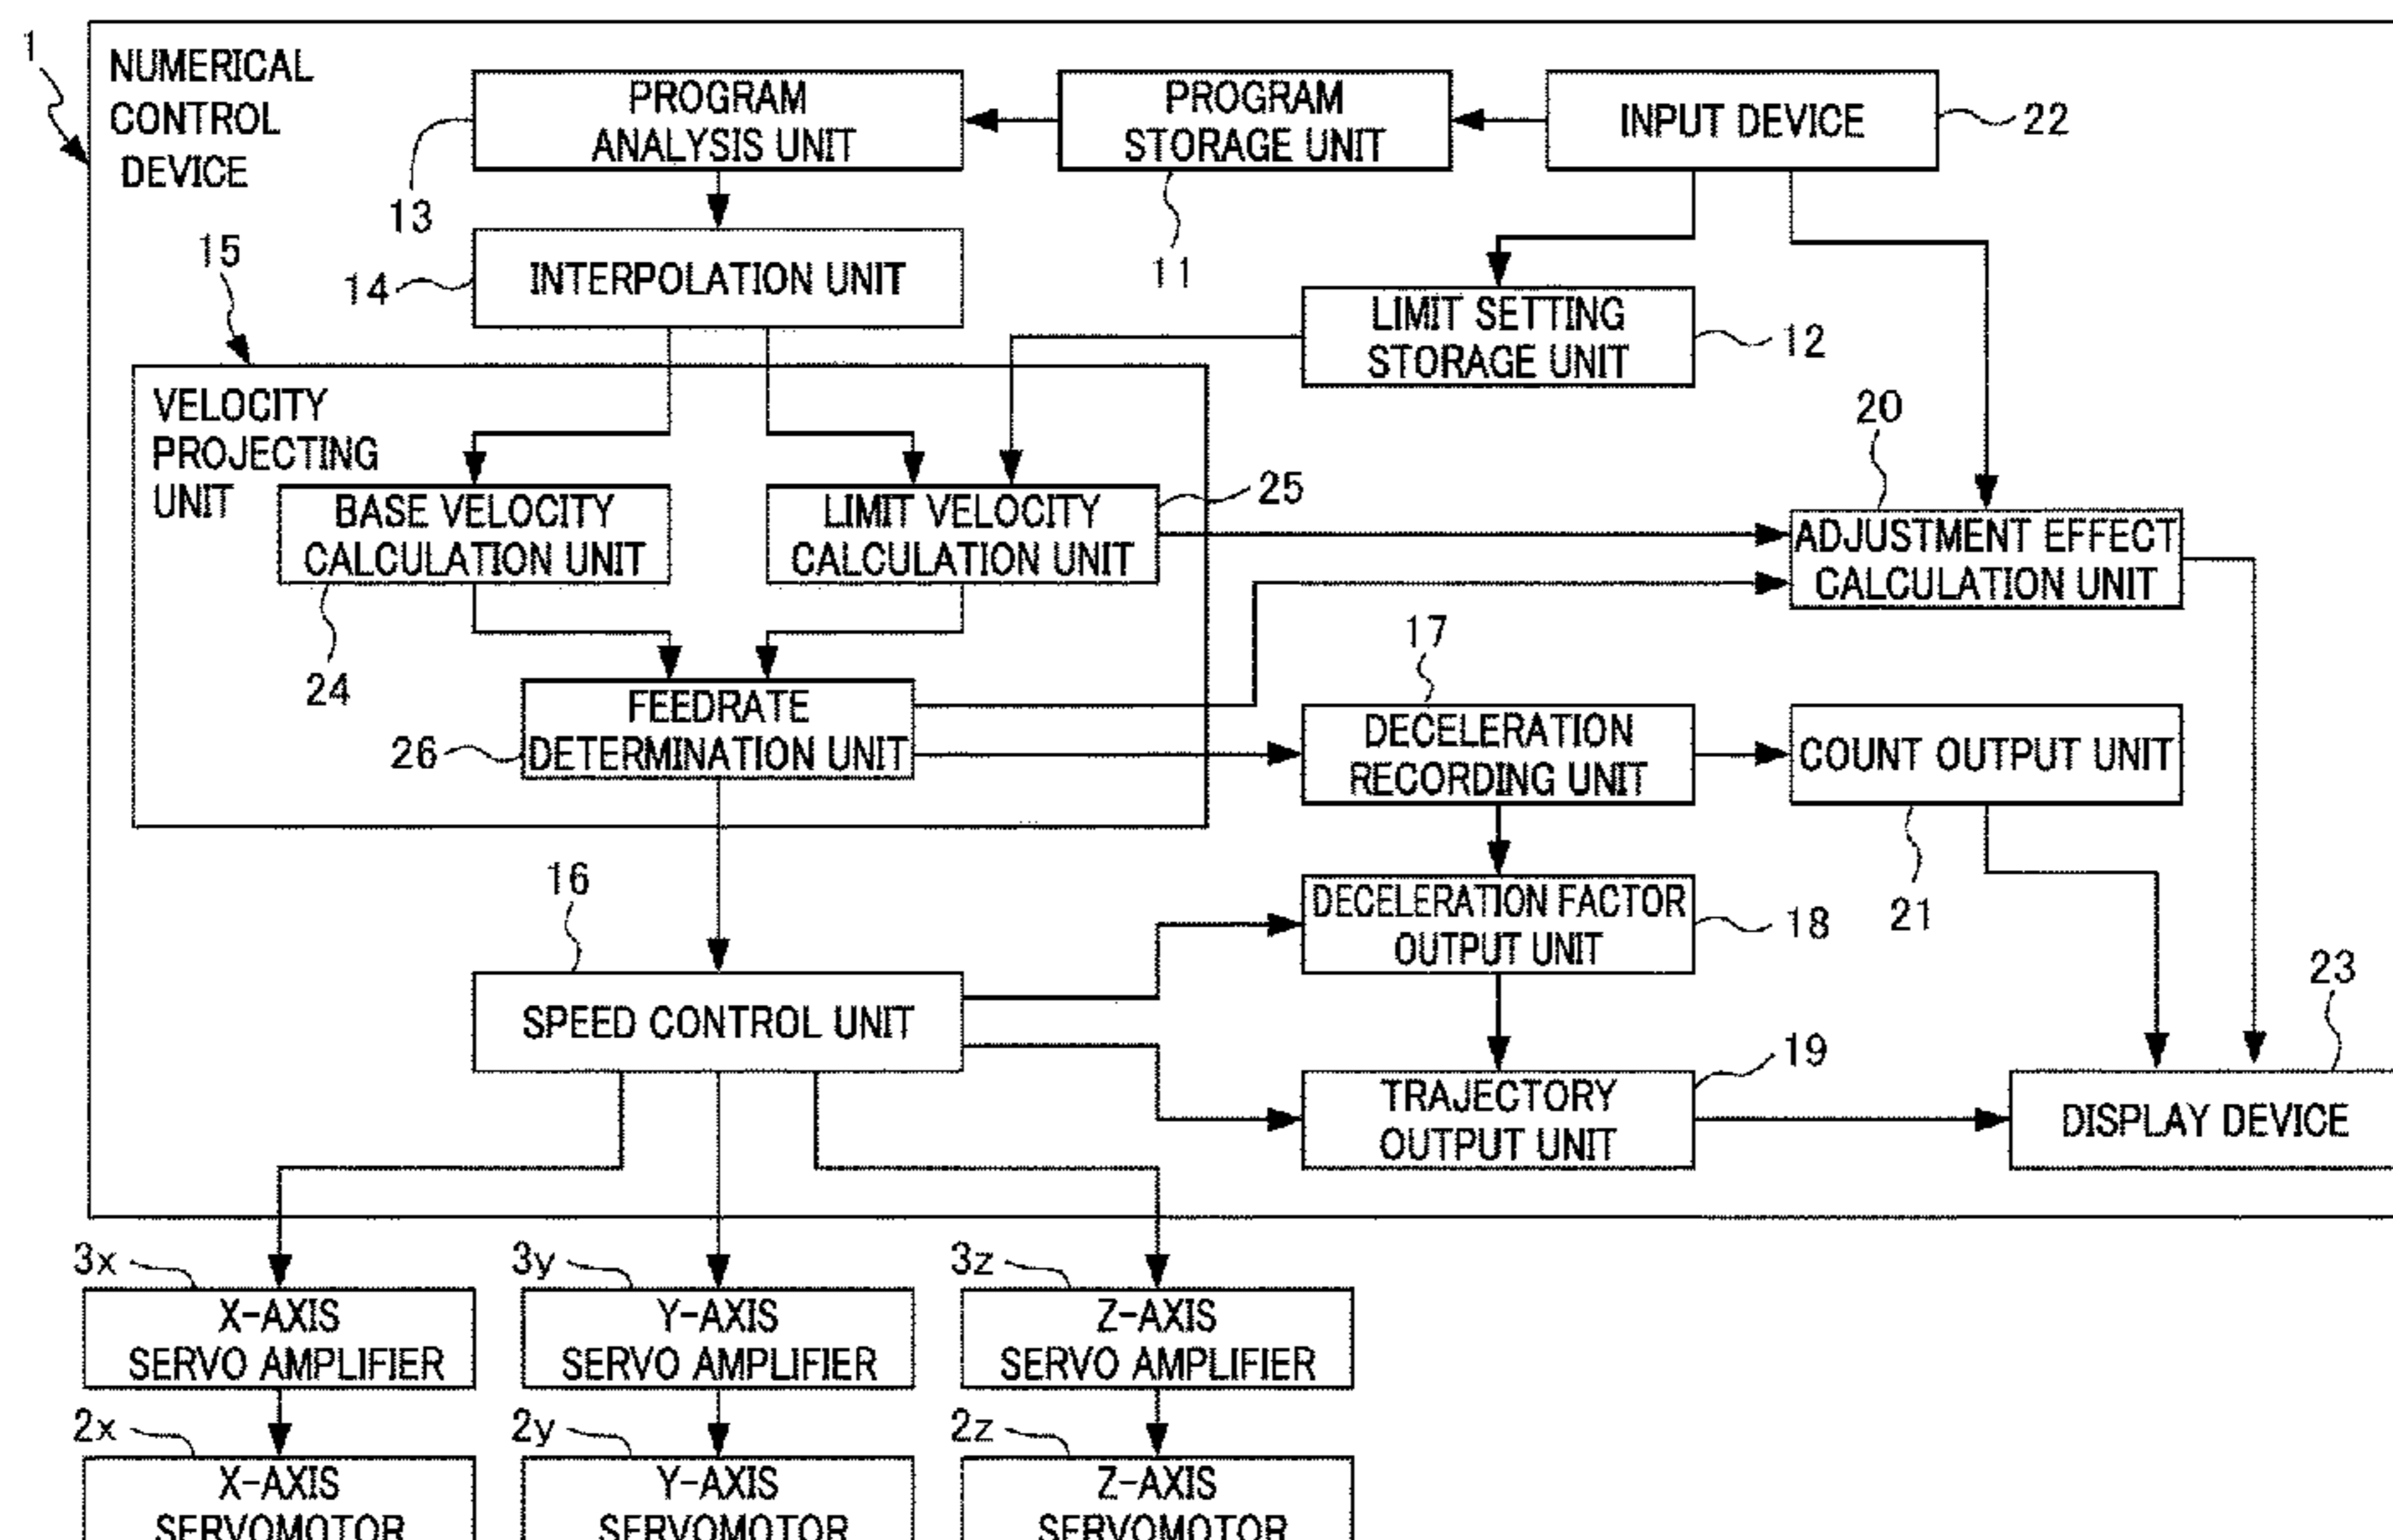 1
NUMERICAL
CONTROL
DEVICE
PROGRAM
ANALYSIS UNIT
13
PROGRAM
STORAGE UNIT
11
INPUT DEVICE
22
15
14
INTERPOLATION UNIT
LIMIT SETTING
STORAGE UNIT
12
VELOCITY
PROJECTING
UNIT
20
BASE VELOCITY
CALCULATION UNIT
24
LIMIT VELOCITY
CALCULATION UNIT
25
ADJUSTMENT EFFECT
CALCULATION UNIT
17
26
FEEDRATE
DETERMINATION UNIT
DECELERATION
RECORDING UNIT
COUNT OUTPUT UNIT
21
16
DECELERATION FACTOR
OUTPUT UNIT
18
23
SPEED CONTROL UNIT
19
TRAJECTORY
OUTPUT UNIT
DISPLAY DEVICE
3x
3y
3z
X-AXIS
SERVO AMPLIFIER
Y-AXIS
SERVO AMPLIFIER
Z-AXIS
SERVO AMPLIFIER
2x
2y
2z
X-AXIS
SERVOMOTOR
Y-AXIS
SERVOMOTOR
Z-AXIS
SERVOMOTOR